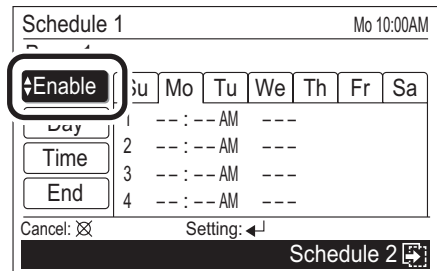 Schedule 1 Mo 10:00AM
Enable Su Mo Tu We Th Fr Sa
Day 1 --:--AM ---
Time 2 --:--AM ---
3 --:--AM ---
End 4 --:--AM ---
Cancel: Setting:
Schedule 2